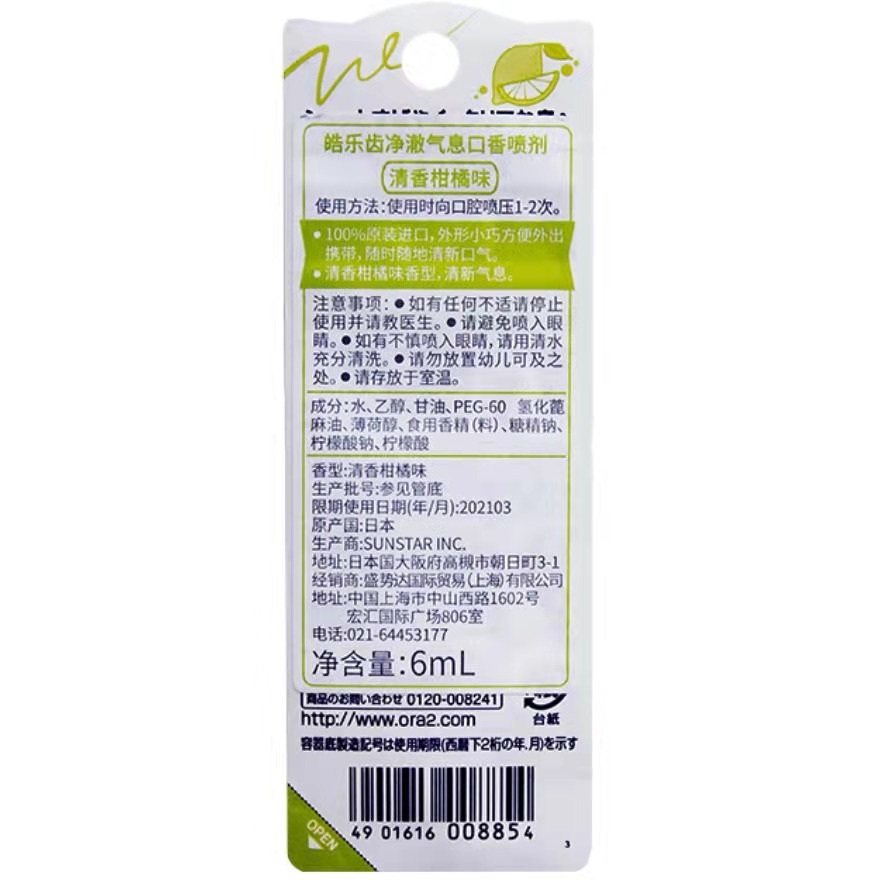 皓乐齿净澈气息口香喷剂
清香柑橘味
使用方法:使用时向口腔喷压1-2次。
●100%原装进口,外形小巧方便外出
携带,随时随地清新口气。
●清香柑橘味香型,清新气息。
注意事项:●如有任何不适请停止
使用并请教医生。●请避免喷入眼
睛。●如有不慎喷入眼睛,请用清水
充分清洗。●请勿放置幼儿可及之
处。●请存放于室温。
成分:水、乙醇、甘油、PEG-60 氢化蓖
麻油、薄荷醇、食用香精(料)、糖精钠、
柠檬酸钠、柠檬酸
香型:清香柑橘味
生产批号:参见管底
限期使用日期(年/月):202103
原产国:日本
生产商:SUNSTAR INC.
地址:日本国大阪府高槻市朝日町3-1
经销商:盛势达国际贸易(上海)有限公司
地址:中国上海市中山西路1602号
宏汇国际广场806室
电话:021-64453177
净含量:6mL
商品のお問い合わせ 0120-008241
http://www.ora2.com
台紙
容器底製造記号は使用期限(西暦下2桁の年.月)を示す
49 01616 008854
OPEN
3